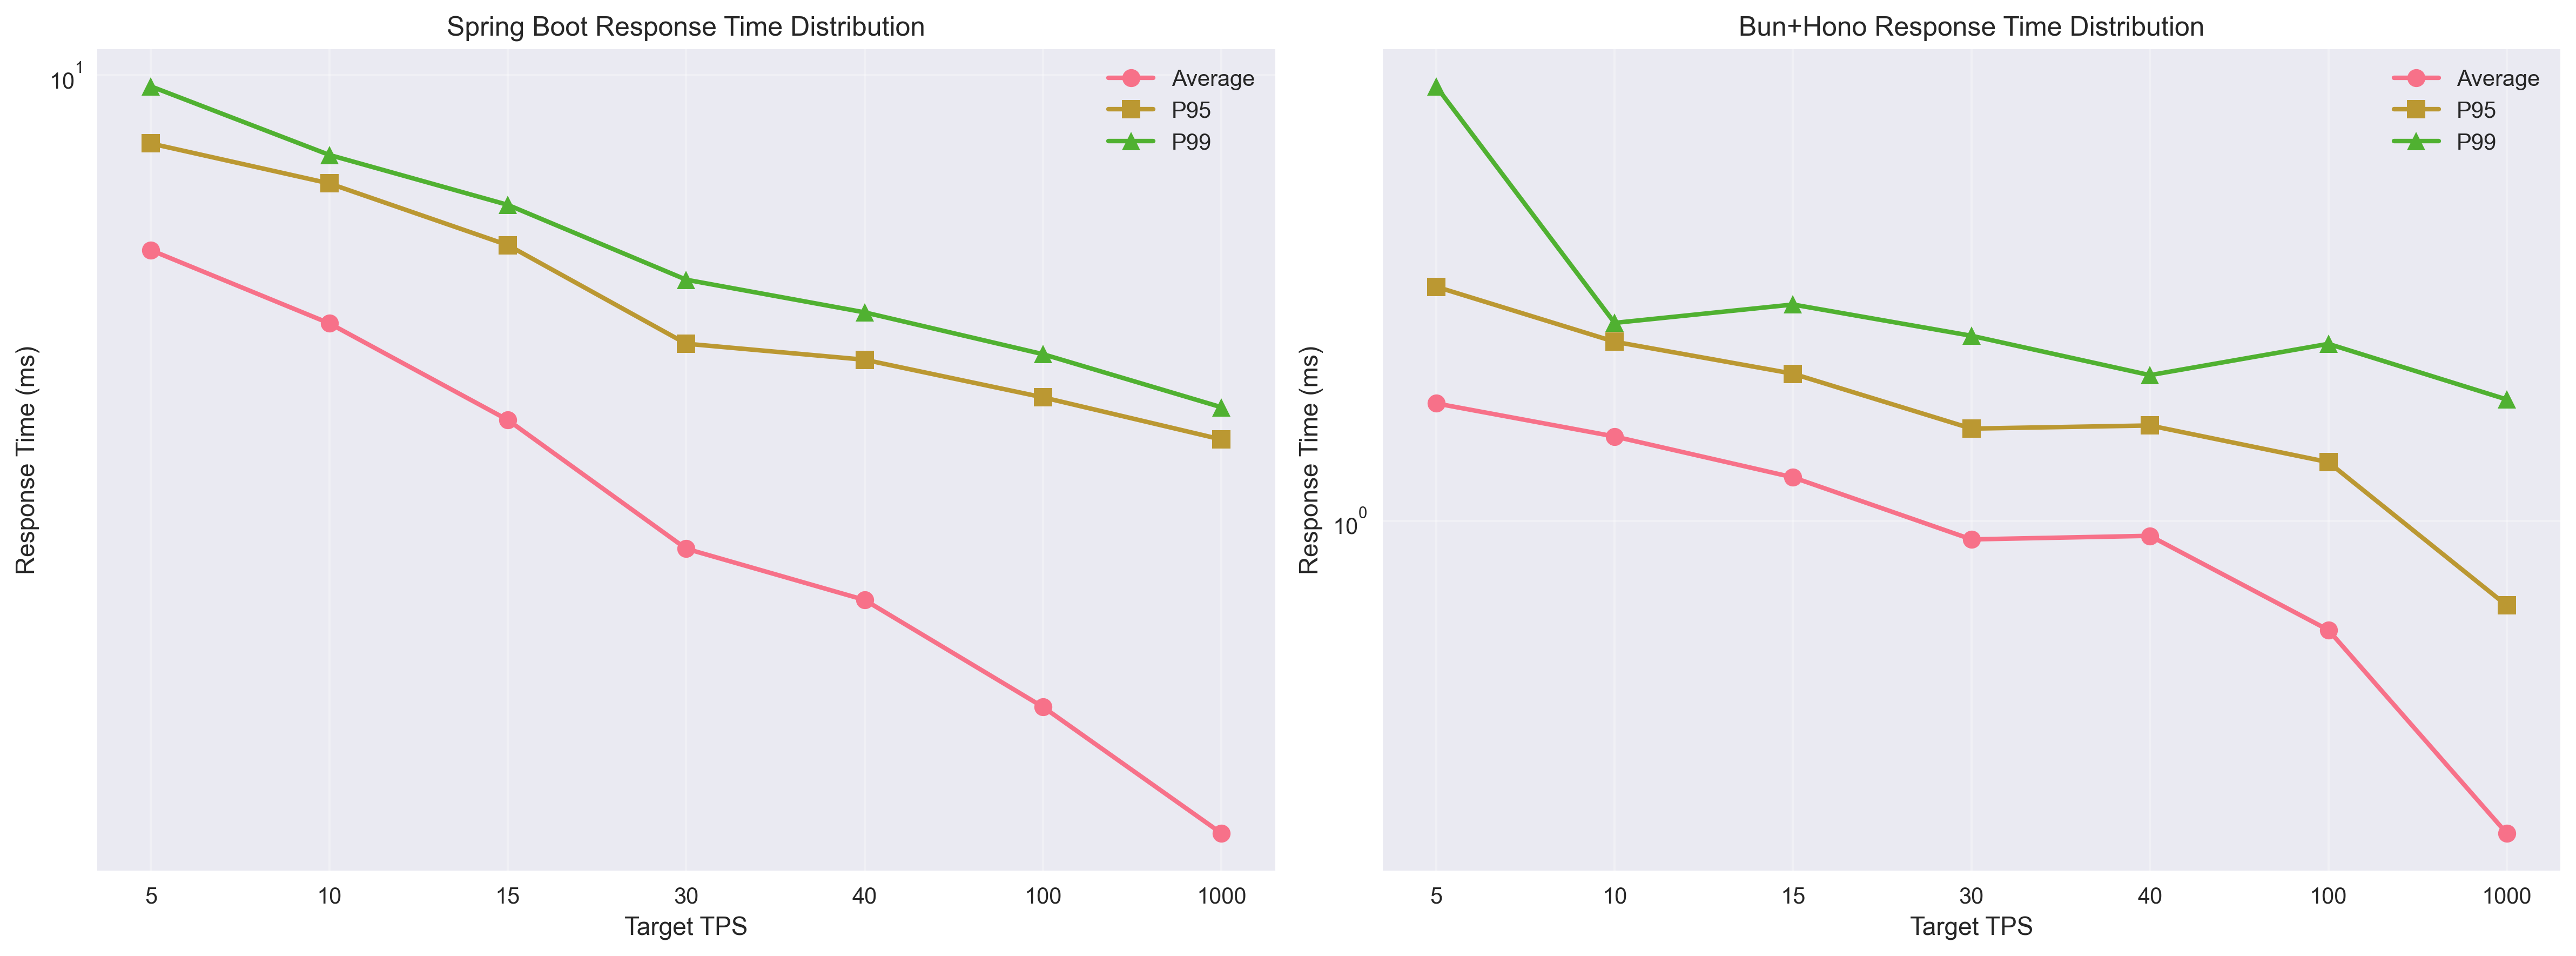 Spring Boot Response Time Distribution
10^1
Response Time (ms)
Average
P95
P99
5 10 15 30 40 100 1000
Target TPS
Bun+Hono Response Time Distribution
10^0
Response Time (ms)
Average
P95
P99
5 10 15 30 40 100 1000
Target TPS